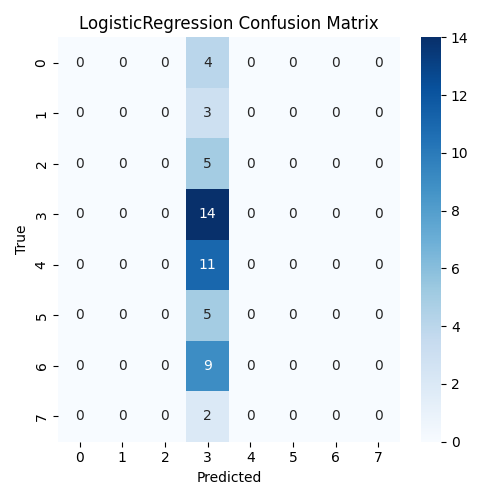 LogisticRegression Confusion Matrix
0 0 0 0 4 0 0 0 0
1 0 0 0 3 0 0 0 0
2 0 0 0 5 0 0 0 0
3 0 0 0 14 0 0 0 0
4 0 0 0 11 0 0 0 0
5 0 0 0 5 0 0 0 0
6 0 0 0 9 0 0 0 0
7 0 0 0 2 0 0 0 0
0 1 2 3 4 5 6 7
True
Predicted
14
12
10
8
6
4
2
0